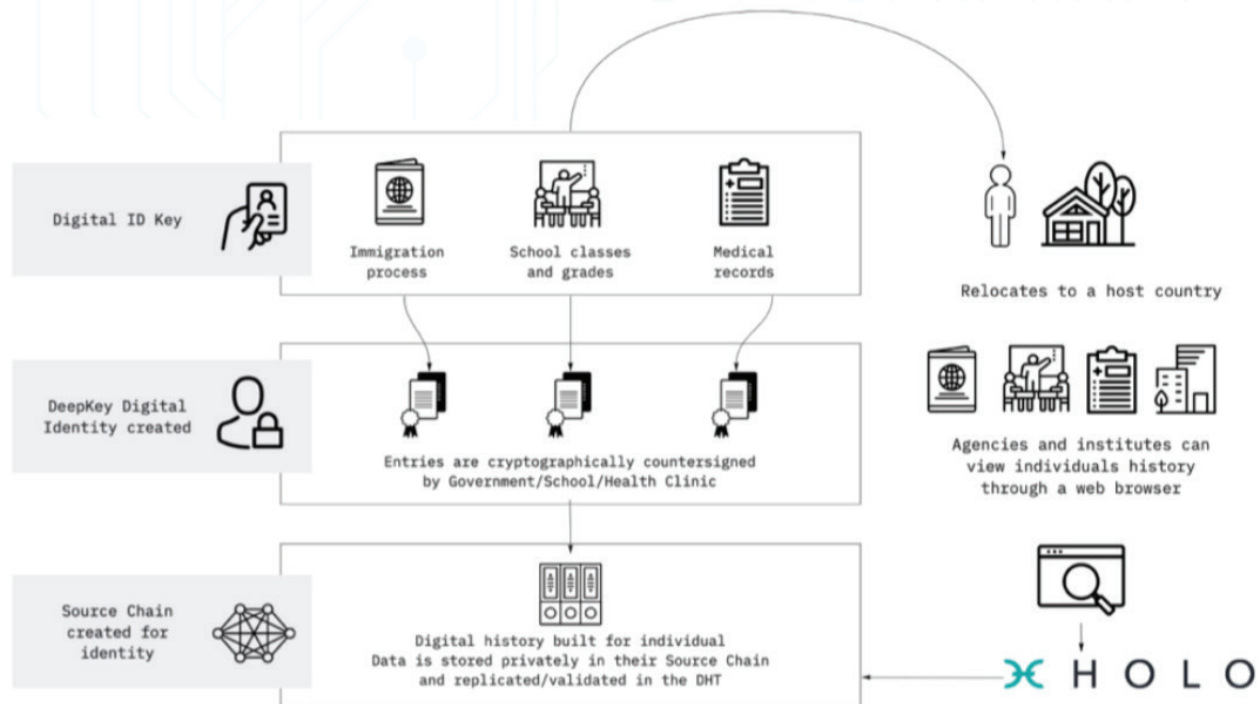 Digital ID Key
Immigration
process
School classes
and grades
Medical
records
Relocates to a host country
DeepKey Digital
Identity created
Entries are cryptographically countersigned
by Government/School/Health Clinic
Agencies and institutes can
view individuals history
through a web browser
Source Chain
created for
identity
Digital history built for individual
Data is stored privately in their Source Chain
and replicated/validated in the DHT
HOLO